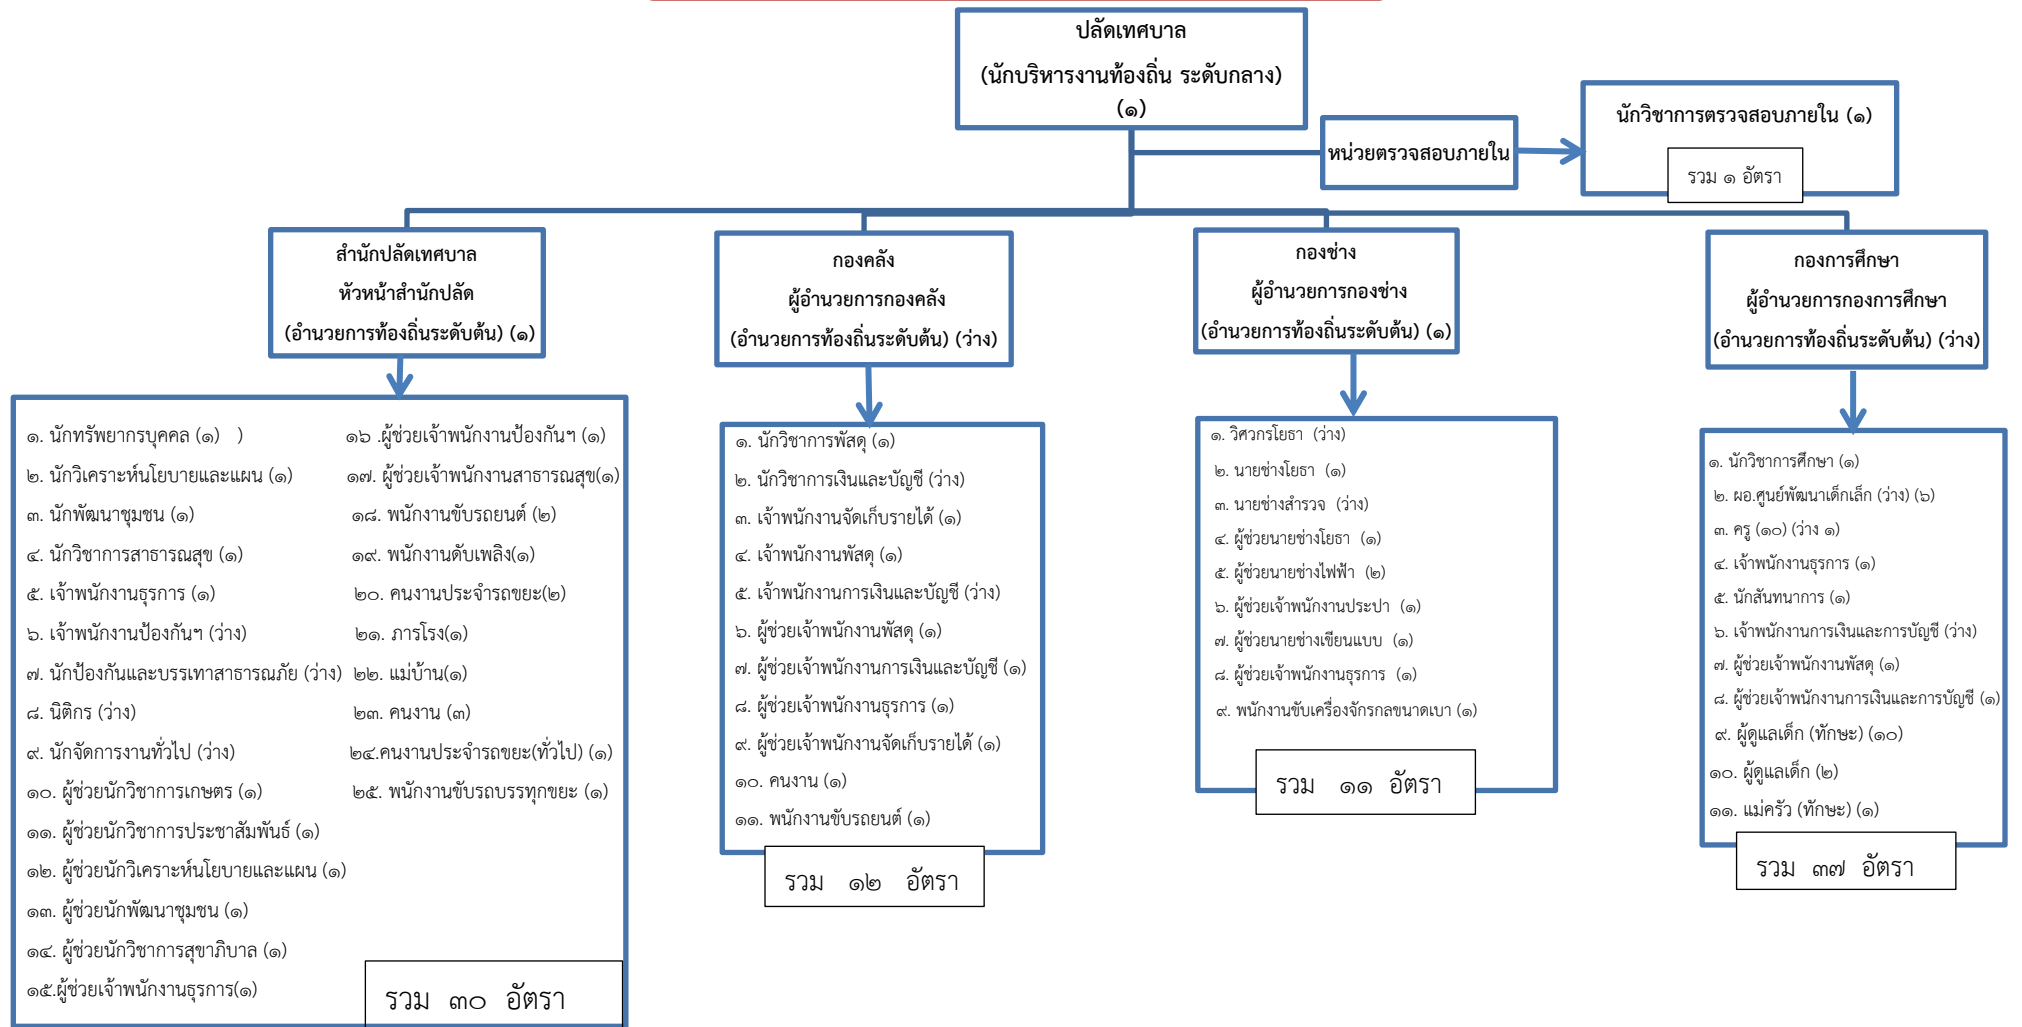 ปลัดเทศบาล
(นักบริหารงานท้องถิ่น ระดับกลาง)
(๑)
หน่วยตรวจสอบภายใน
นักวิชาการตรวจสอบภายใน (๑)
รวม ๑ อัตรา
สำนักปลัดเทศบาล
หัวหน้าสำนักปลัด
(อำนวยการท้องถิ่นระดับต้น) (๑)
กองคลัง
ผู้อำนวยการกองคลัง
(อำนวยการท้องถิ่นระดับต้น) (ว่าง)
กองช่าง
ผู้อำนวยการกองช่าง
(อำนวยการท้องถิ่นระดับต้น) (๑)
กองการศึกษา
ผู้อำนวยการกองการศึกษา
(อำนวยการท้องถิ่นระดับต้น) (ว่าง)
๑. นักทรัพยากรบุคคล (๑) )
๒. นักวิเคราะห์นโยบายและแผน (๑)
๓. นักพัฒนาชุมชน (๑)
๔. นักวิชาการสาธารณสุข (๑)
๕. เจ้าพนักงานธุรการ (๑)
๖. เจ้าพนักงานป้องกันฯ (ว่าง)
๗. นักป้องกันและบรรเทาสาธารณภัย (ว่าง)
๘. นิติกร (ว่าง)
๙. นักจัดการงานทั่วไป (ว่าง)
๑๐. ผู้ช่วยนักวิชาการเกษตร (๑)
๑๑. ผู้ช่วยนักวิชาการประชาสัมพันธ์ (๑)
๑๒. ผู้ช่วยนักวิเคราะห์นโยบายและแผน (๑)
๑๓. ผู้ช่วยนักพัฒนาชุมชน (๑)
๑๔. ผู้ช่วยนักวิชาการสุขาภิบาล (๑)
๑๕.ผู้ช่วยเจ้าพนักงานธุรการ(๑)
๑๖ .ผู้ช่วยเจ้าพนักงานป้องกันฯ (๑)
๑๗. ผู้ช่วยเจ้าพนักงานสาธารณสุข(๑)
๑๘. พนักงานขับรถยนต์ (๒)
๑๙. พนักงานดับเพลิง(๑)
๒๐. คนงานประจำรถขยะ(๒)
๒๑. ภารโรง(๑)
๒๒. แม่บ้าน(๑)
๒๓. คนงาน (๓)
๒๔.คนงานประจำรถขยะ(ทั่วไป) (๑)
๒๕. พนักงานขับรถบรรทุกขยะ (๑)
รวม ๓๐ อัตรา
๑. นักวิชาการพัสดุ (๑)
๒. นักวิชาการเงินและบัญชี (ว่าง)
๓. เจ้าพนักงานจัดเก็บรายได้ (๑)
๔. เจ้าพนักงานพัสดุ (๑)
๕. เจ้าพนักงานการเงินและบัญชี (ว่าง)
๖. ผู้ช่วยเจ้าพนักงานพัสดุ (๑)
๗. ผู้ช่วยเจ้าพนักงานการเงินและบัญชี (๑)
๘. ผู้ช่วยเจ้าพนักงานธุรการ (๑)
๙. ผู้ช่วยเจ้าพนักงานจัดเก็บรายได้ (๑)
๑๐. คนงาน (๑)
๑๑. พนักงานขับรถยนต์ (๑)
รวม ๑๒ อัตรา
๑. วิศวกรโยธา (ว่าง)
๒. นายช่างโยธา (๑)
๓. นายช่างสำรวจ (ว่าง)
๔. ผู้ช่วยนายช่างโยธา (๑)
๕. ผู้ช่วยนายช่างไฟฟ้า (๒)
๖. ผู้ช่วยเจ้าพนักงานประปา (๑)
๗. ผู้ช่วยนายช่างเขียนแบบ (๑)
๘. ผู้ช่วยเจ้าพนักงานธุรการ (๑)
๙. พนักงานขับเครื่องจักรกลขนาดเบา (๑)
รวม ๑๑ อัตรา
๑. นักวิชาการศึกษา (๑)
๒. ผอ.ศูนย์พัฒนาเด็กเล็ก (ว่าง) (๖)
๓. ครู (๑๐) (ว่าง ๑)
๔. เจ้าพนักงานธุรการ (๑)
๕. นักสันทนาการ (๑)
๖. เจ้าพนักงานการเงินและการบัญชี (ว่าง)
๗. ผู้ช่วยเจ้าพนักงานพัสดุ (๑)
๘. ผู้ช่วยเจ้าพนักงานการเงินและการบัญชี (๑)
๙. ผู้ดูแลเด็ก (ทักษะ) (๑๐)
๑๐. ผู้ดูแลเด็ก (๒)
๑๑. แม่ครัว (ทักษะ) (๑)
รวม ๓๗ อัตรา